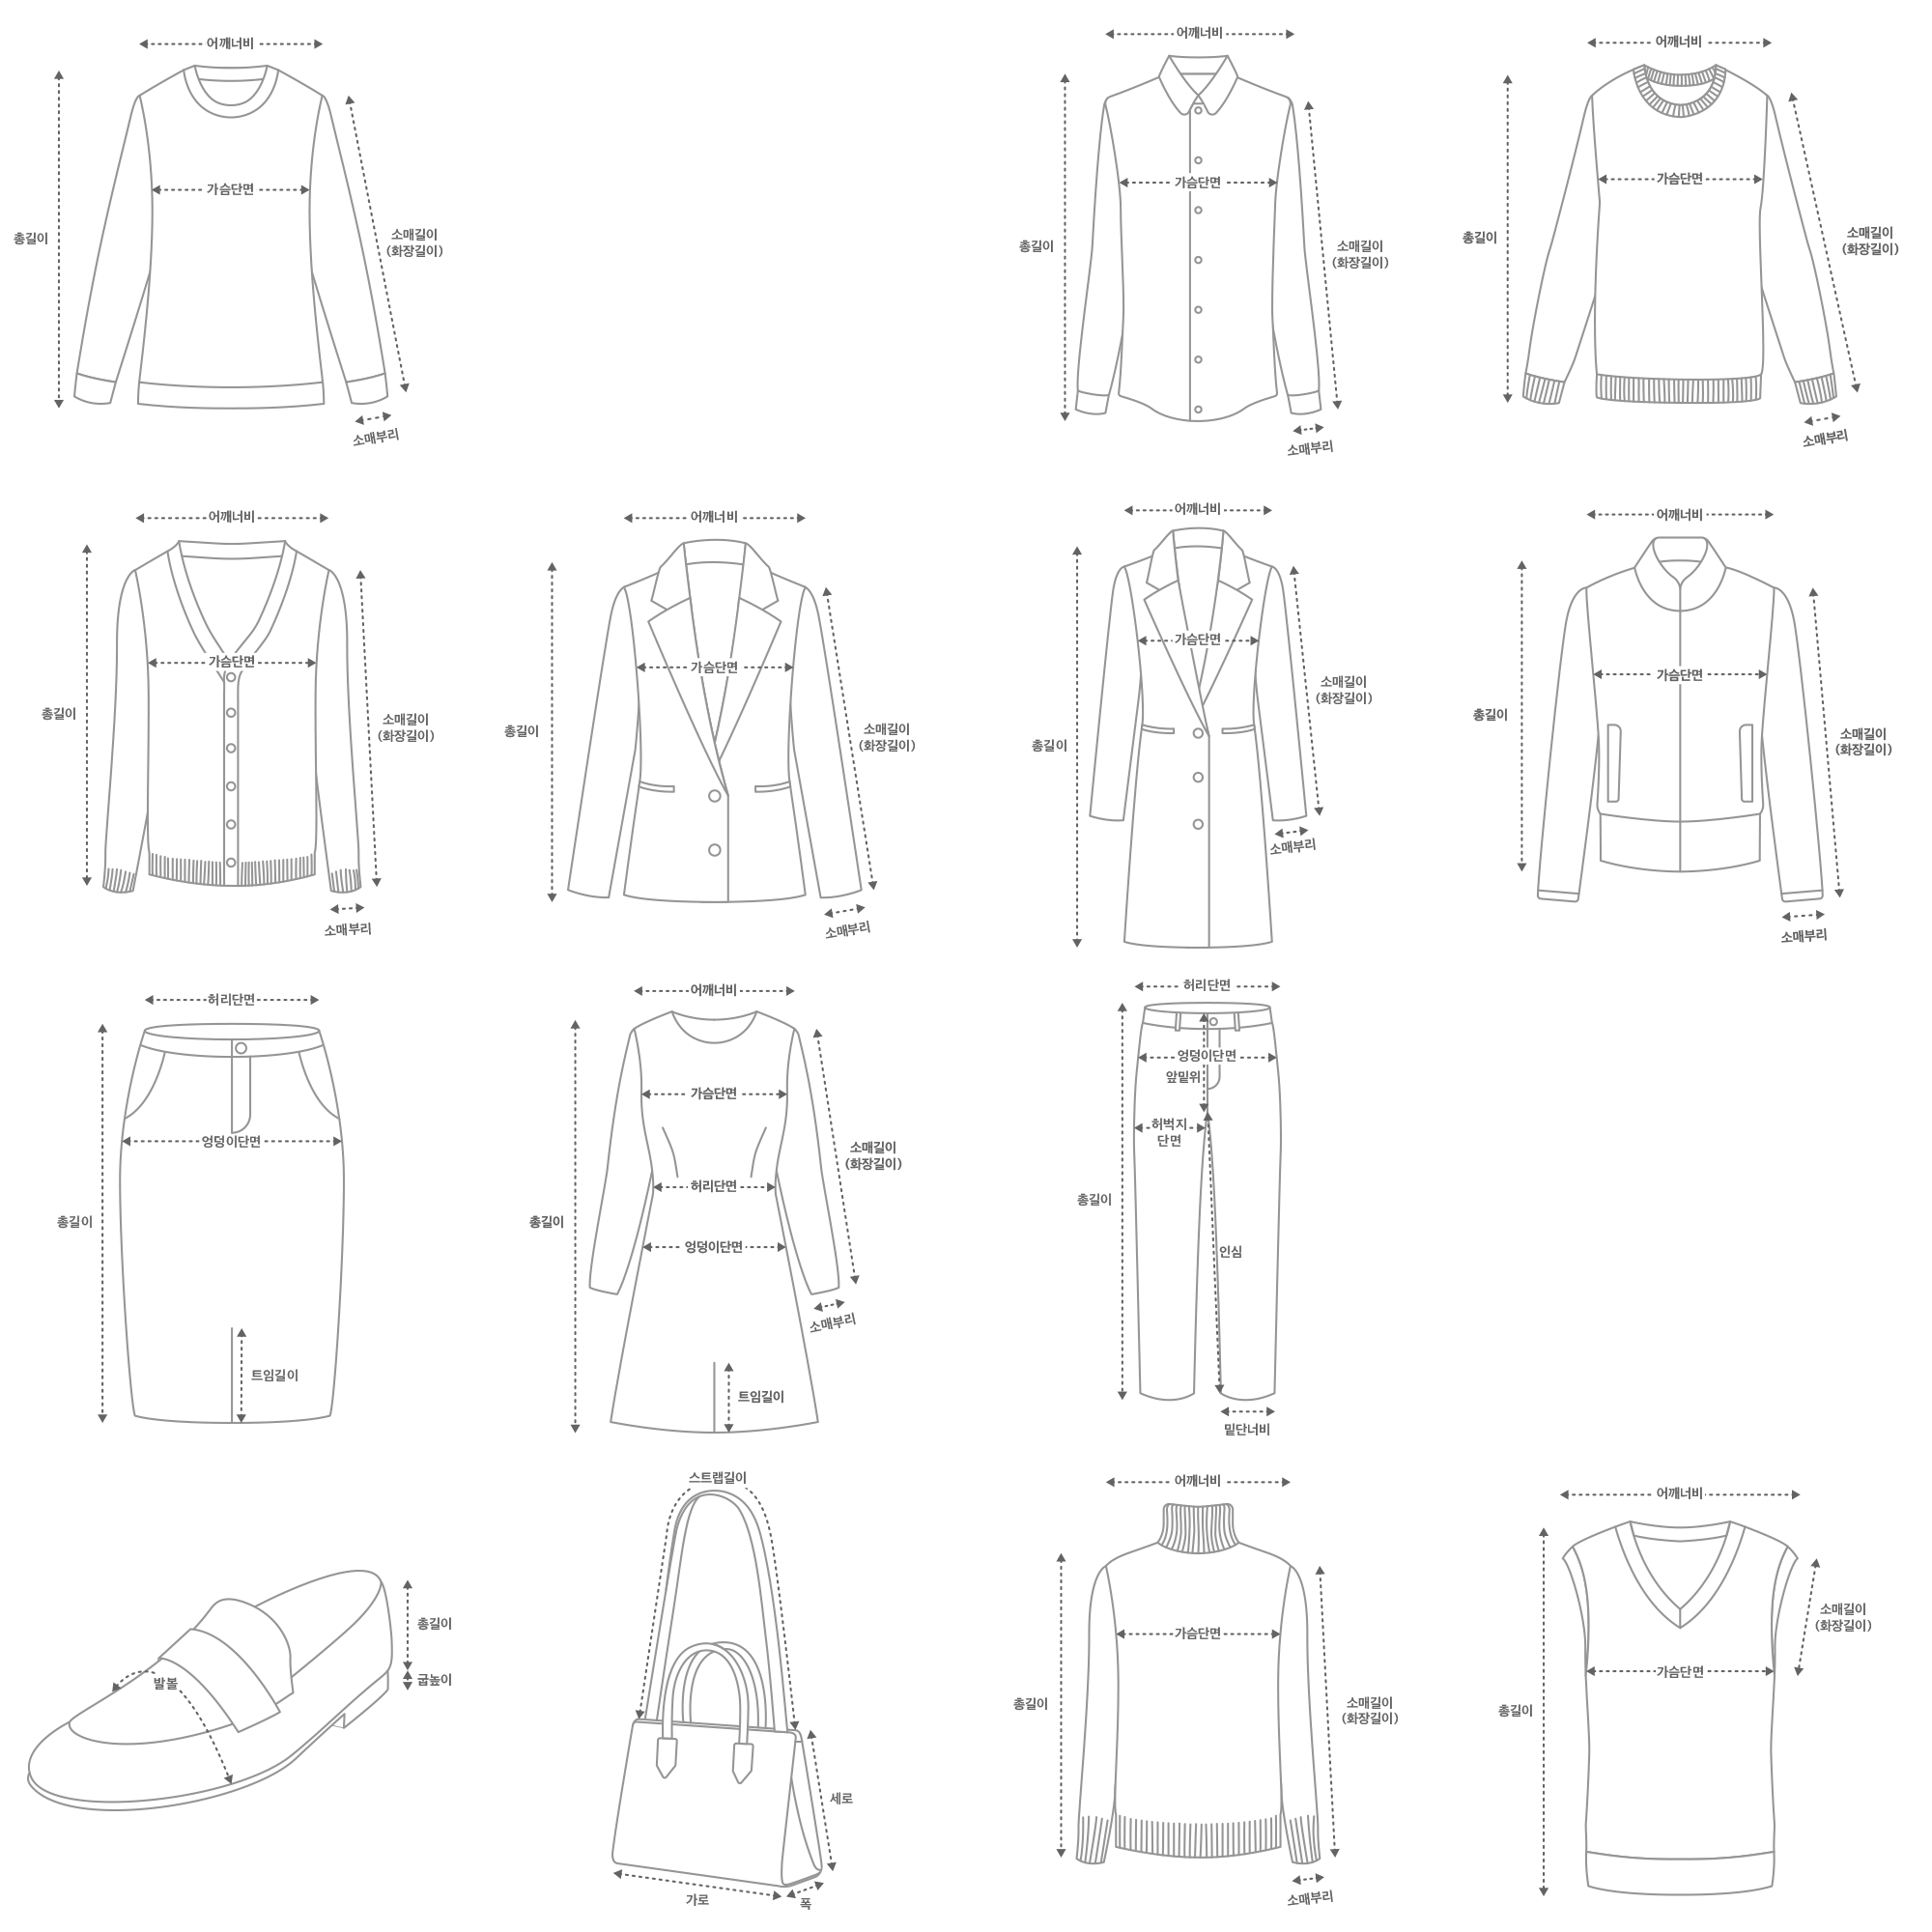 어깨너비
총길이
가슴단면
소매길이
(화장길이)
소매부리
어깨너비
총길이
가슴단면
소매길이
(화장길이)
소매부리
어깨너비
총길이
가슴단면
소매길이
(화장길이)
소매부리
어깨너비
총길이
가슴단면
소매길이
(화장길이)
소매부리
어깨너비
총길이
가슴단면
소매길이
(화장길이)
소매부리
어깨너비
총길이
가슴단면
소매길이
(화장길이)
소매부리
어깨너비
총길이
가슴단면
소매길이
(화장길이)
소매부리
허리단면
엉덩이단면
총길이
트임길이
어깨너비
가슴단면
소매길이
(화장길이)
허리단면
총길이
엉덩이단면
소매부리
트임길이
허리단면
엉덩이단면
앞밑위
허벅지
단면
총길이
인심
밑단너비
총길이
굽높이
발볼
스트랩길이
세로
가로
폭
어깨너비
가슴단면
총길이
소매길이
(화장길이)
소매부리
어깨너비
소매길이
(화장길이)
가슴단면
총길이